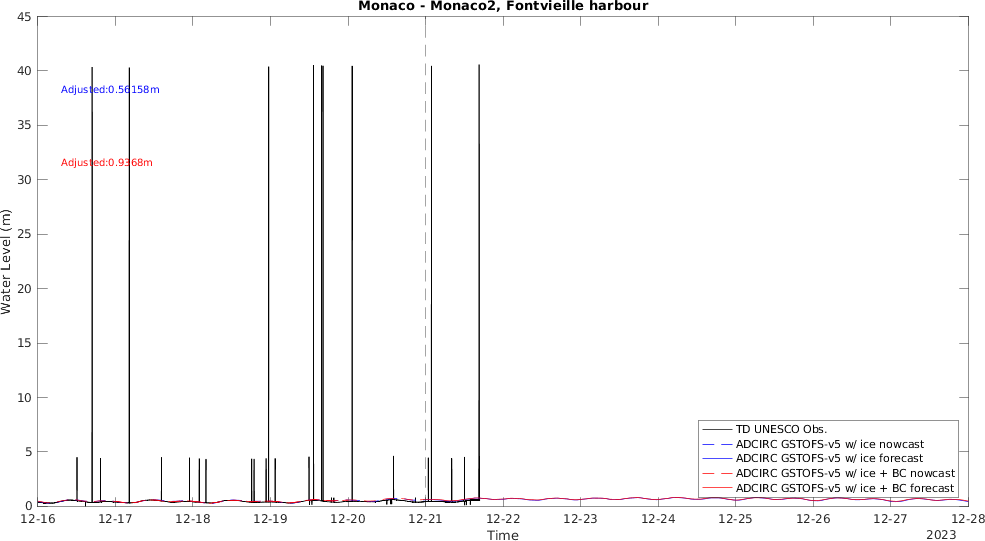 Monaco - Monaco2, Fontvieille harbour
45
40
35
30
25
20
15
10
5
0
Water Level (m)
Adjusted:0.56158m
Adjusted:0.9368m
TD UNESCO Obs.
ADCIRC GSTOFS-v5 w/ ice nowcast
ADCIRC GSTOFS-v5 w/ ice forecast
ADCIRC GSTOFS-v5 w/ ice + BC nowcast
ADCIRC GSTOFS-v5 w/ ice + BC forecast
12-16 12-17 12-18 12-19 12-20 12-21 12-22 12-23 12-24 12-25 12-26 12-27 12-28
Time
2023